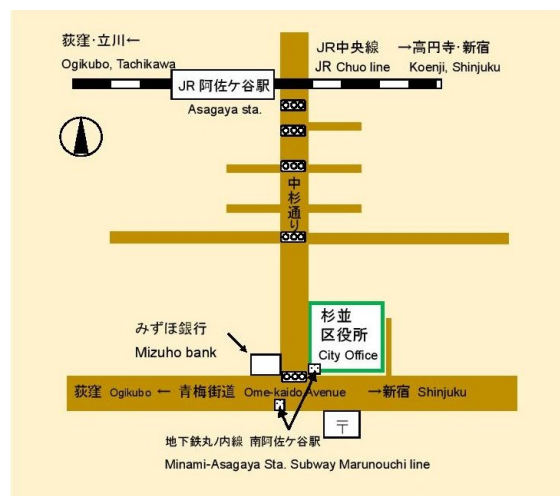 荻窪・立川←
Ogikubo, Tachikawa
JR中央線 →高円寺・新宿
JR Chuo line Koenji, Shinjuku
JR 阿佐ケ谷駅
Asagaya sta.
中杉通り
杉並
区役所
City Office
みずほ銀行
Mizuho bank
荻窪 Ogikubo ← 青梅街道 Ome-kaido Avenue →新宿 Shinjuku
〒
地下鉄丸ノ内線 南阿佐ケ谷駅
Minami-Asagaya Sta. Subway Marunouchi line